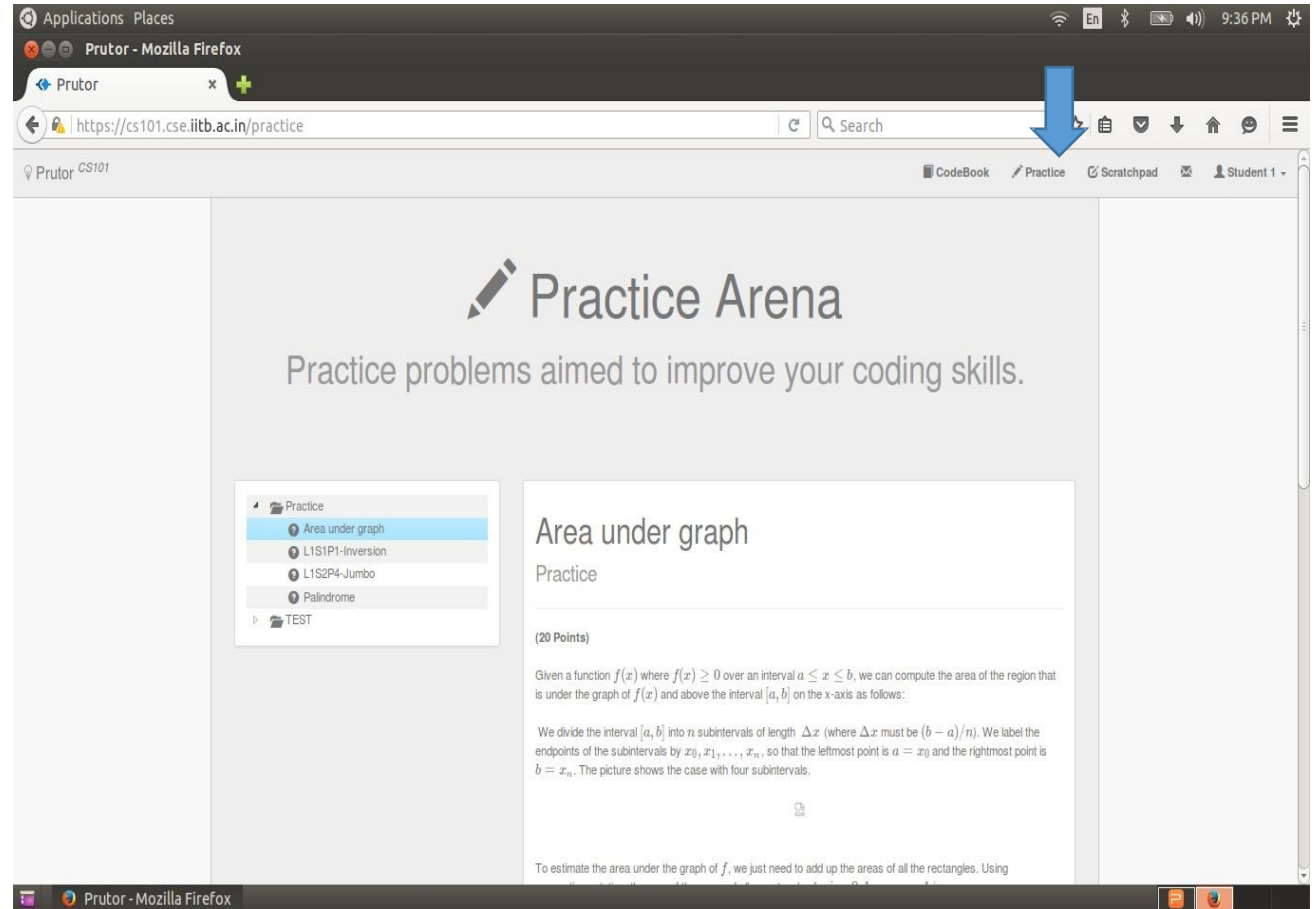 Applications Places
En 9:36 PM
Prutor - Mozilla Firefox
Prutor
https://cs101.cse.iitb.ac.in/practice
Search
Prutor CS101
CodeBook Practice Scratchpad Student 1
Practice Arena
Practice problems aimed to improve your coding skills.
Practice
Area under graph
L1S1P1-Inversion
L1S2P4-Jumbo
Palindrome
TEST
Area under graph
Practice
(20 Points)
Given a function f(x) where f(x) ≥ 0 over an interval a ≤ x ≤ b, we can compute the area of the region that
is under the graph of f(x) and above the interval [a, b] on the x-axis as follows:
We divide the interval [a, b] into n subintervals of length Δx (where Δx must be (b − a)/n). We label the
endpoints of the subintervals by x₀, x₁, . . . , xₙ, so that the leftmost point is a = x₀ and the rightmost point is
b = xₙ. The picture shows the case with four subintervals.
To estimate the area under the graph of f, we just need to add up the areas of all the rectangles. Using
Prutor - Mozilla Firefox